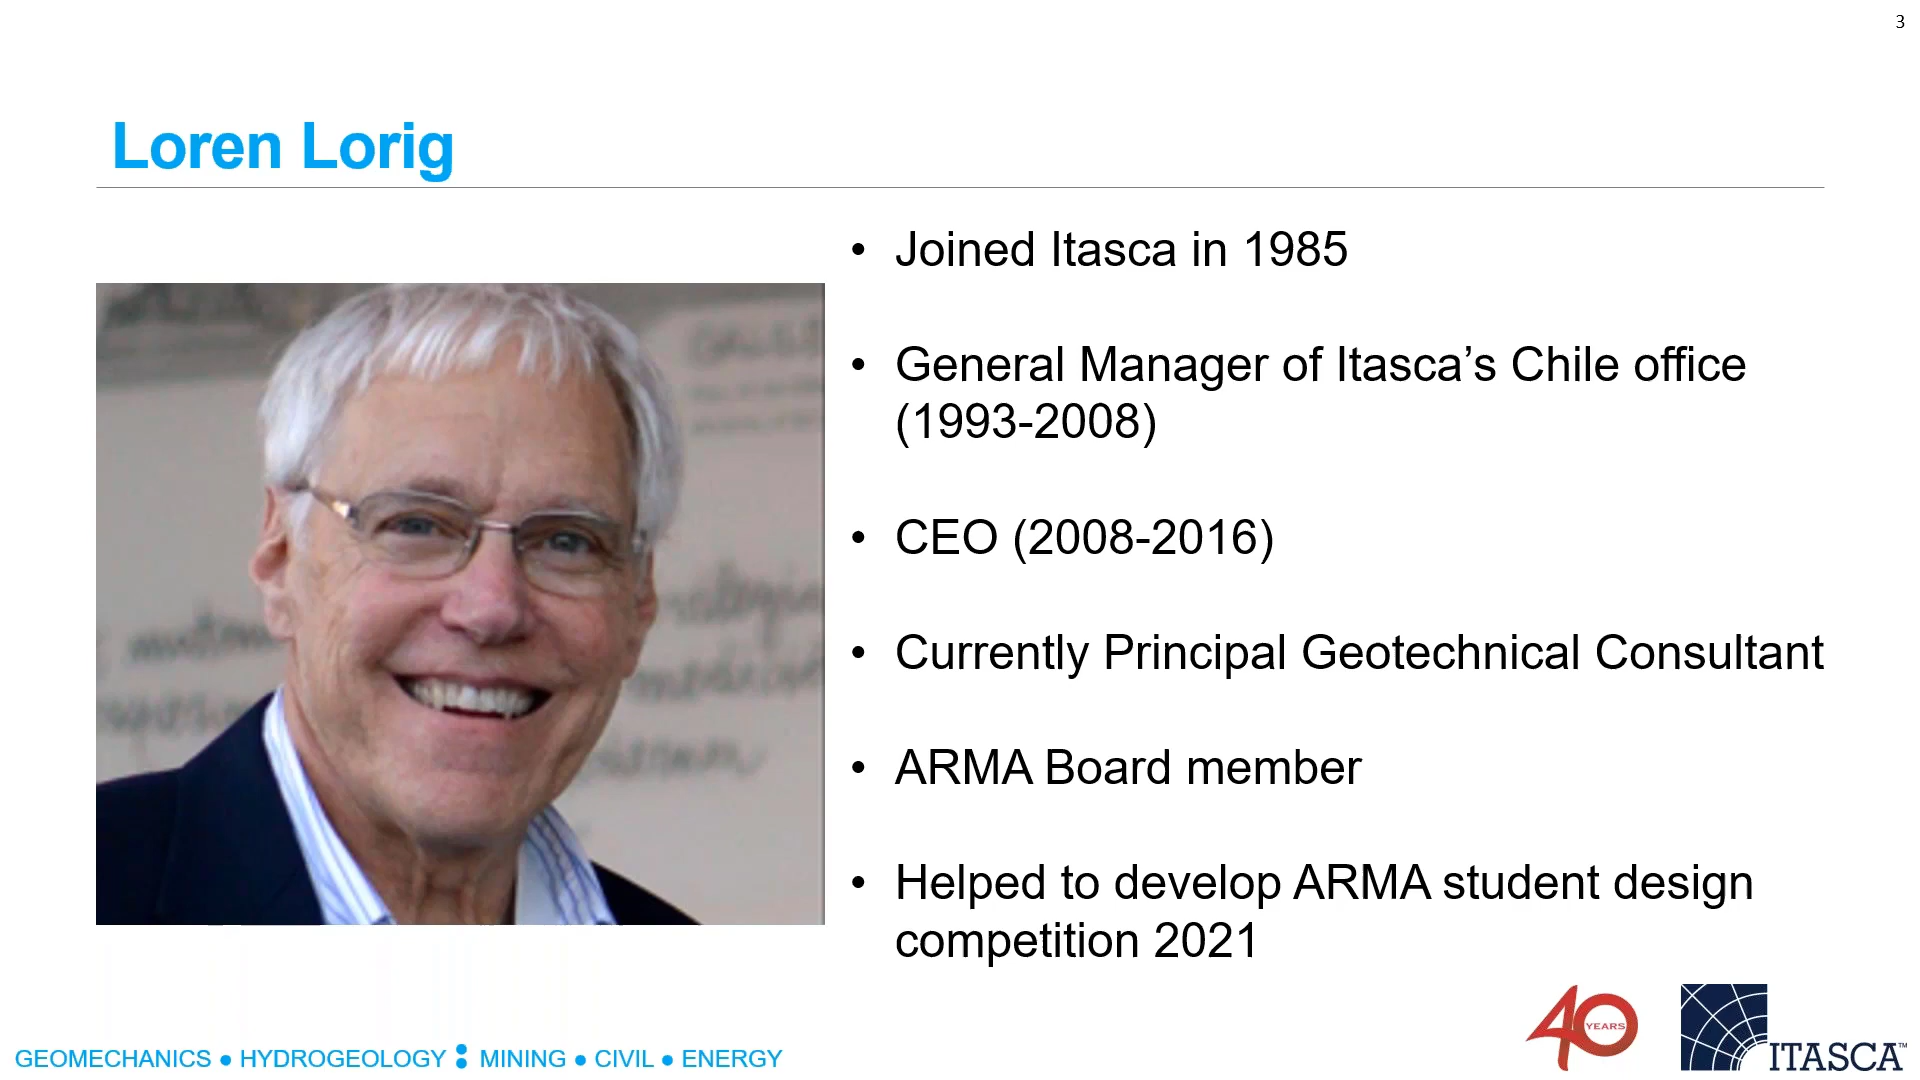 3
Loren Lorig
• Joined Itasca in 1985
• General Manager of Itasca’s Chile office
(1993-2008)
• CEO (2008-2016)
• Currently Principal Geotechnical Consultant
• ARMA Board member
• Helped to develop ARMA student design
competition 2021
GEOMECHANICS ● HYDROGEOLOGY : MINING ● CIVIL ● ENERGY
40 YEARS
ITASCA™